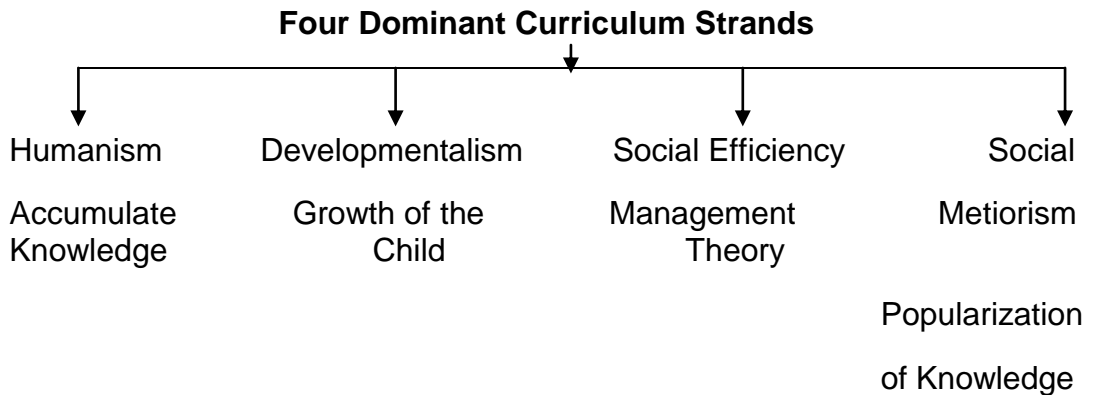 Four Dominant Curriculum Strands
Humanism Developmentalism Social Efficiency Social
Accumulate Growth of the Management Metiorism
Knowledge Child Theory
Popularization
of Knowledge